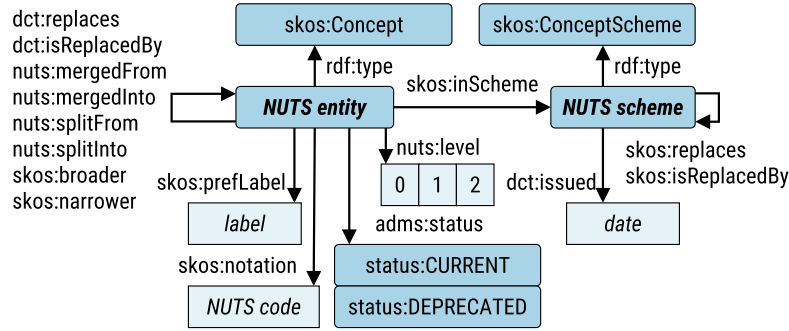 dct:replaces
dct:isReplacedBy
nuts:mergedFrom
nuts:mergedInto
nuts:splitFrom
nuts:splitInto
skos:broader
skos:narrower
skos:Concept
skos:ConceptScheme
rdf:type
rdf:type
skos:inScheme
NUTS entity
NUTS scheme
nuts:level
0 1 2
skos:replaces
skos:isReplacedBy
skos:prefLabel
dct:issued
label
adms:status
date
skos:notation
status:CURRENT
NUTS code
status:DEPRECATED